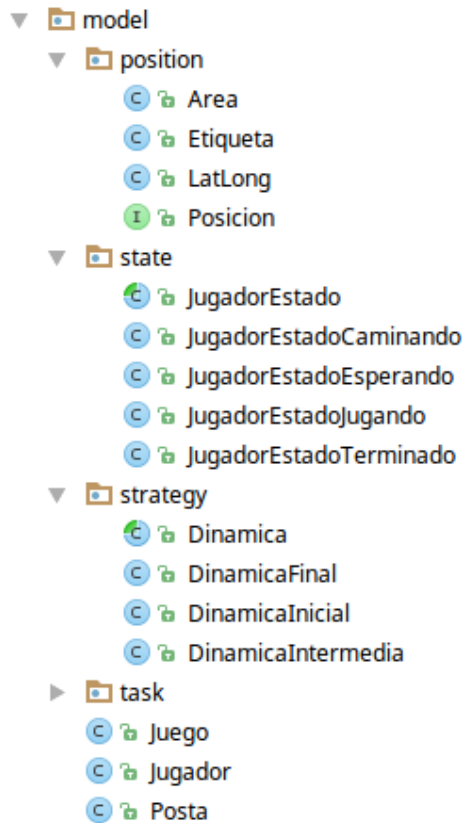 model
position
C Area
C Etiqueta
C LatLong
I Posicion
state
C JugadorEstado
C JugadorEstadoCaminando
C JugadorEstadoEsperando
C JugadorEstadoJugando
C JugadorEstadoTerminado
strategy
C Dinamica
C DinamicaFinal
C DinamicaInicial
C DinamicaIntermedia
task
C Juego
C Jugador
C Posta